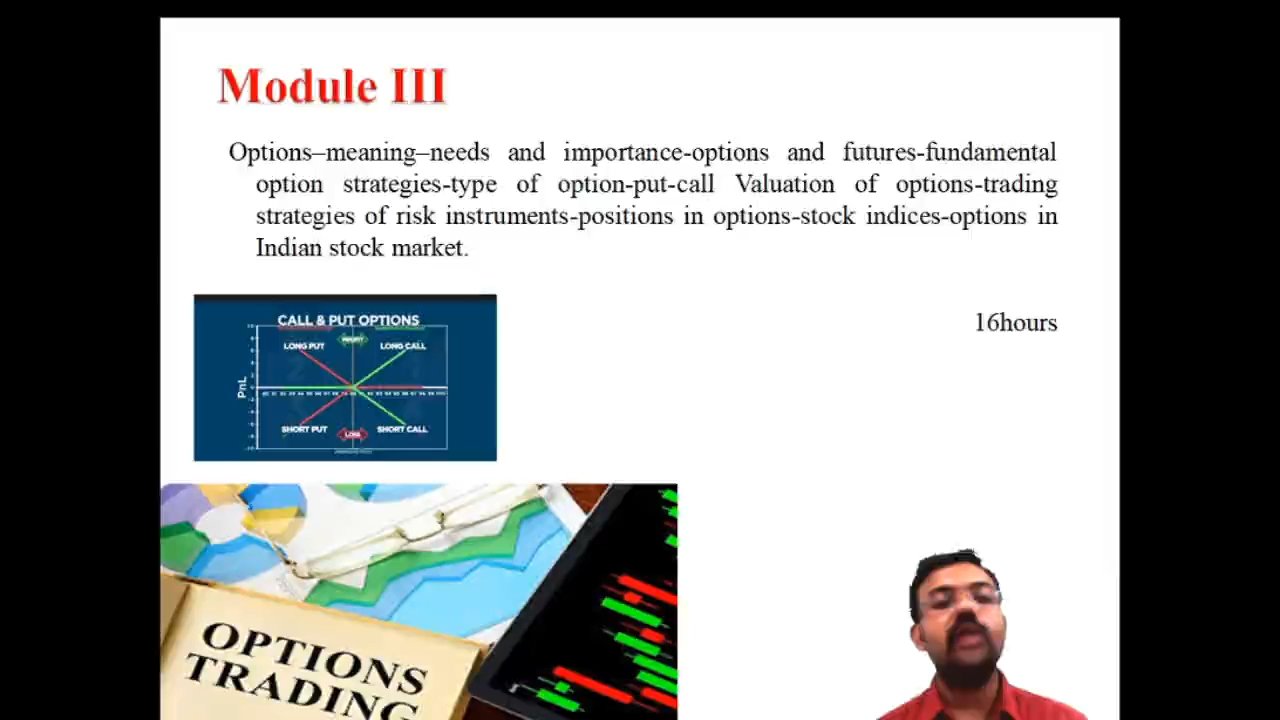 Module III
Options–meaning–needs and importance-options and futures-fundamental
option strategies-type of option-put-call Valuation of options-trading
strategies of risk instruments-positions in options-stock indices-options in
Indian stock market.
16hours
CALL & PUT OPTIONS
PROFIT
LONG PUT
LONG CALL
PnL
SHORT PUT
LOSS
SHORT CALL
OPTIONS
TRADING